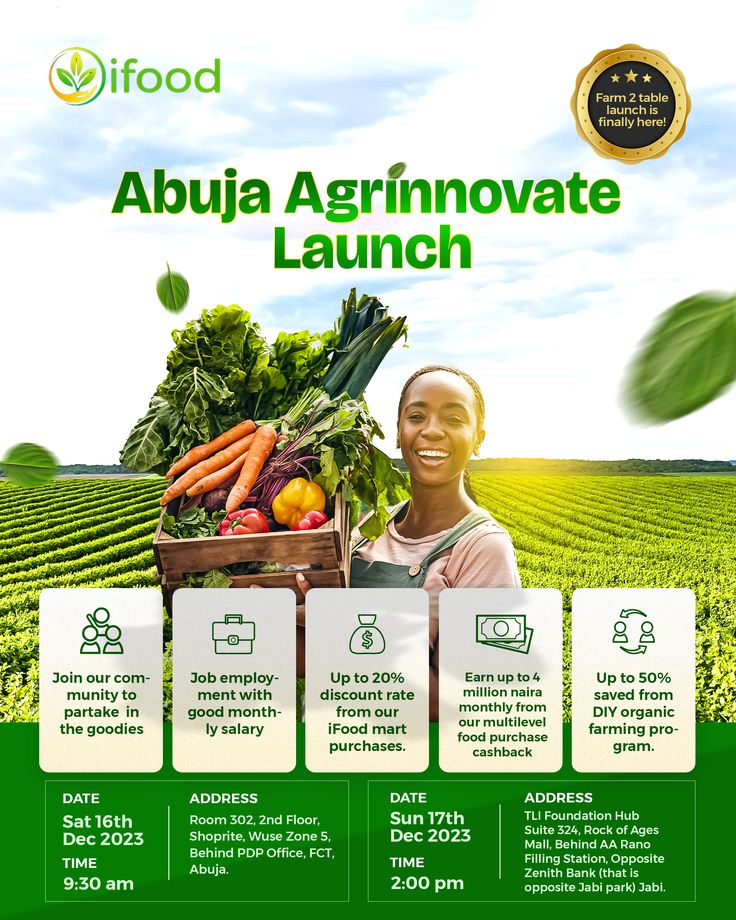 ifood
Farm 2 table
launch is
finally here!
Abuja Agrinnovate
Launch
Join our com-
munity to
partake in
the goodies
Job employ-
ment with
good month-
ly salary
Up to 20%
discount rate
from our
iFood mart
purchases.
Earn up to 4
million naira
monthly from
our multilevel
food purchase
cashback
Up to 50%
saved from
DIY organic
farming pro-
gram.
DATE
Sat 16th
Dec 2023
TIME
9:30 am
ADDRESS
Room 302, 2nd Floor,
Shoprite, Wuse Zone 5,
Behind PDP Office, FCT,
Abuja.
DATE
Sun 17th
Dec 2023
TIME
2:00 pm
ADDRESS
TLI Foundation Hub
Suite 324, Rock of Ages
Mall, Behind AA Rano
Filling Station, Opposite
Zenith Bank (that is
opposite Jabi park) Jabi.